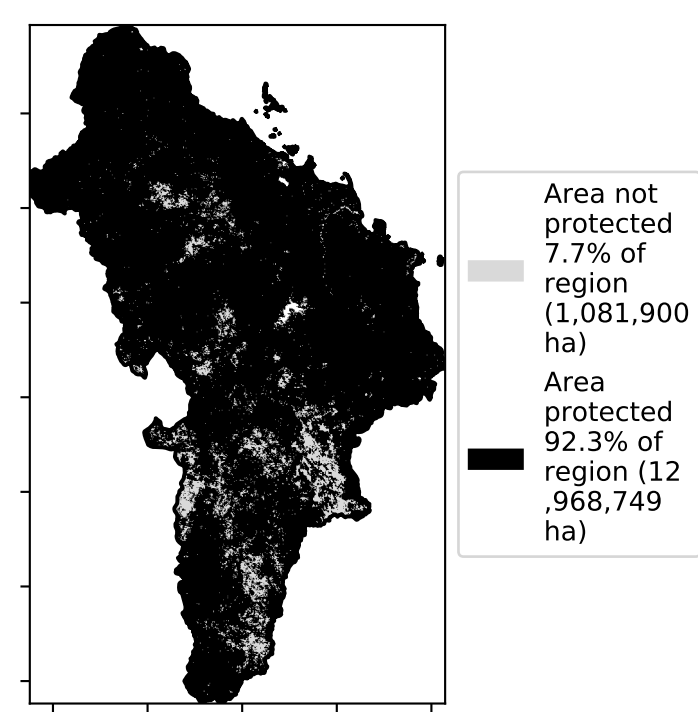 Area not
protected
7.7% of
region
(1,081,900
ha)
Area
protected
92.3% of
region (12
,968,749
ha)